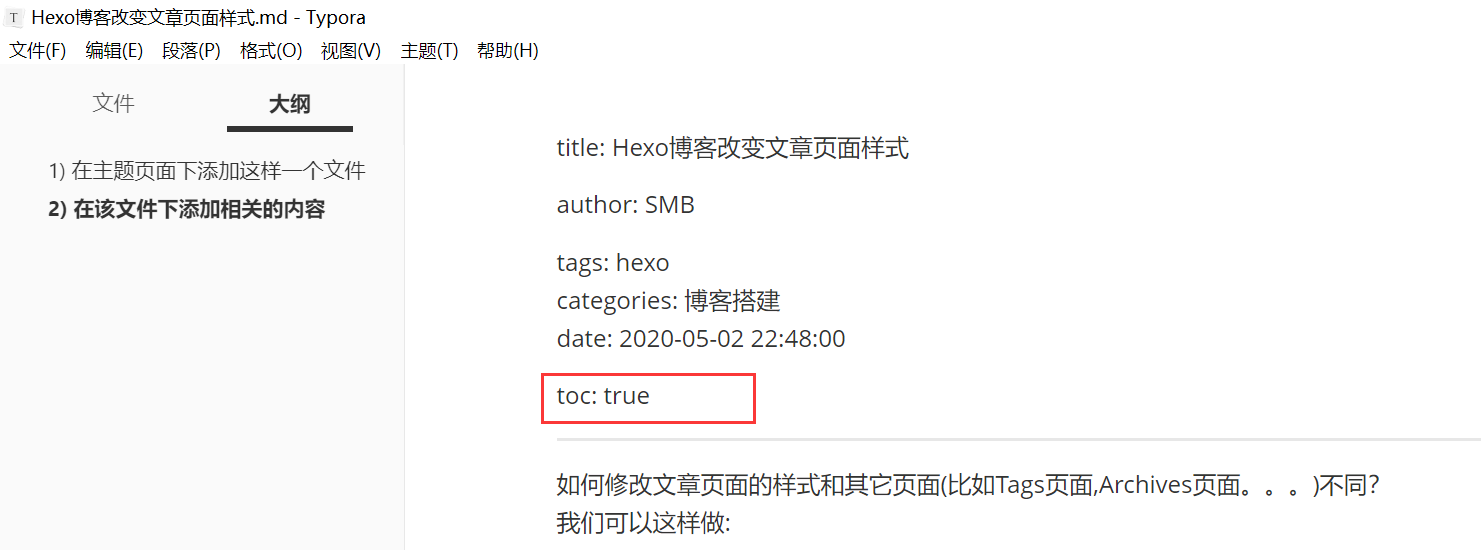 T Hexo博客改变文章页面样式.md - Typora
文件(F) 编辑(E) 段落(P) 格式(O) 视图(V) 主题(T) 帮助(H)
文件 大纲
1) 在主题页面下添加这样一个文件
2) 在该文件下添加相关的内容
title: Hexo博客改变文章页面样式
author: SMB
tags: hexo
categories: 博客搭建
date: 2020-05-02 22:48:00
toc: true
如何修改文章页面的样式和其它页面(比如Tags页面,Archives页面。。。)不同?
我们可以这样做: